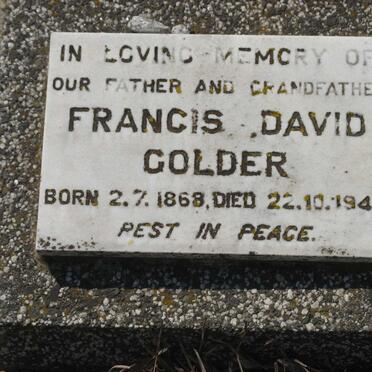 IN LOVING MEMORY OF
OUR FATHER AND GRANDFATHE
FRANCIS DAVID
GOLDER
BORN 2.7.1868, DIED 22.10.194
REST IN PEACE.